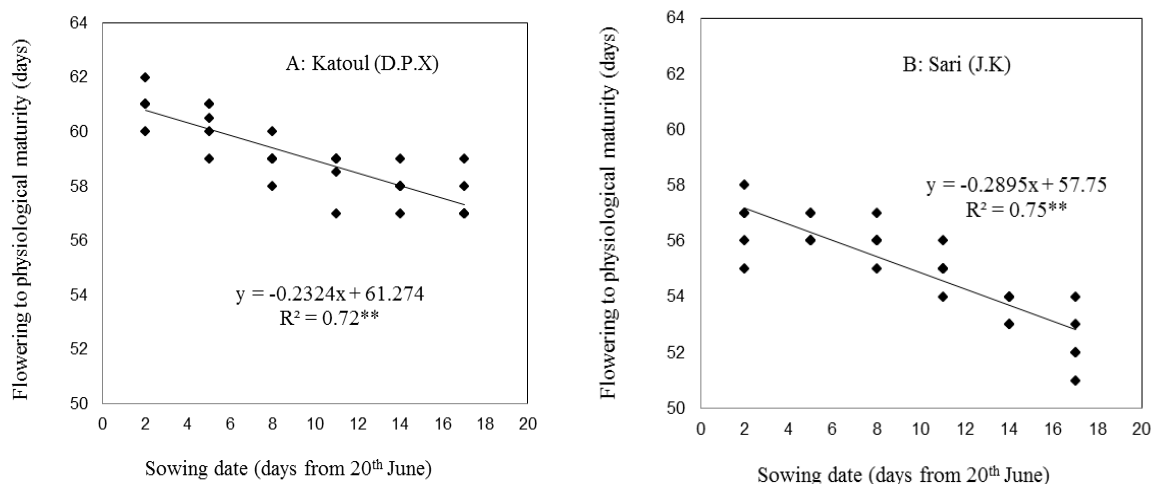 Flowering to physiological maturity (days)
64
62
60
58
56
54
52
50
A: Katoul (D.P.X)
y = -0.2324x + 61.274
R² = 0.72**
0 2 4 6 8 10 12 14 16 18 20
Sowing date (days from 20th June)
Flowering to physiological maturity (days)
64
62
60
58
56
54
52
50
B: Sari (J.K)
y = -0.2895x + 57.75
R² = 0.75**
0 2 4 6 8 10 12 14 16 18 20
Sowing date (days from 20th June)